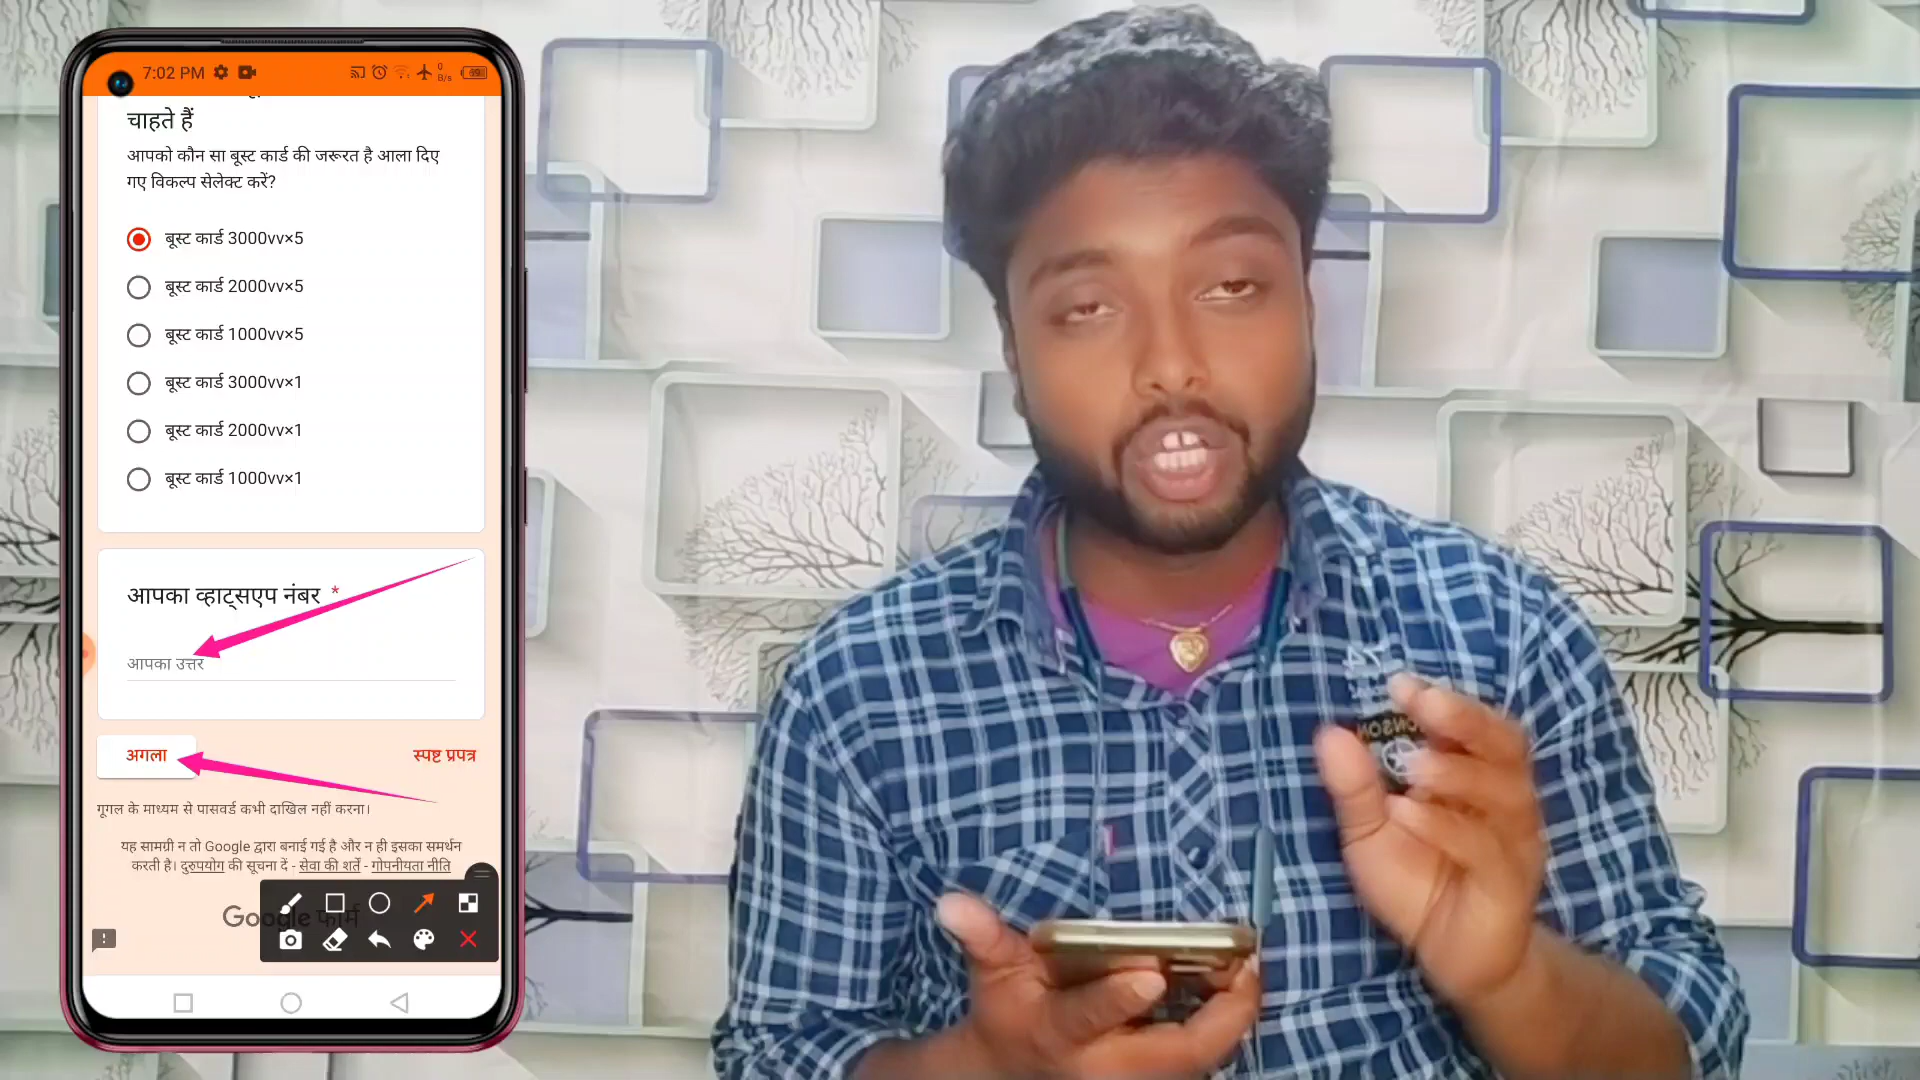 7:02 PM
0
B/s
चाहते हैं
आपको कौन सा बूस्ट कार्ड की जरूरत है आला दिए
गए विकल्प सेलेक्ट करें?
बूस्ट कार्ड 3000vv×5
बूस्ट कार्ड 2000vv×5
बूस्ट कार्ड 1000vv×5
बूस्ट कार्ड 3000vv×1
बूस्ट कार्ड 2000vv×1
बूस्ट कार्ड 1000vv×1
आपका व्हाट्सएप नंबर *
आपका उत्तर
अगला
स्पष्ट प्रपत्र
गूगल के माध्यम से पासवर्ड कभी दाखिल नहीं करना।
यह सामग्री न तो Google द्वारा बनाई गई है और न ही इसका समर्थन
करती है। दुरुपयोग की सूचना दें - सेवा की शर्तें - गोपनीयता नीति
Google फॉर्म